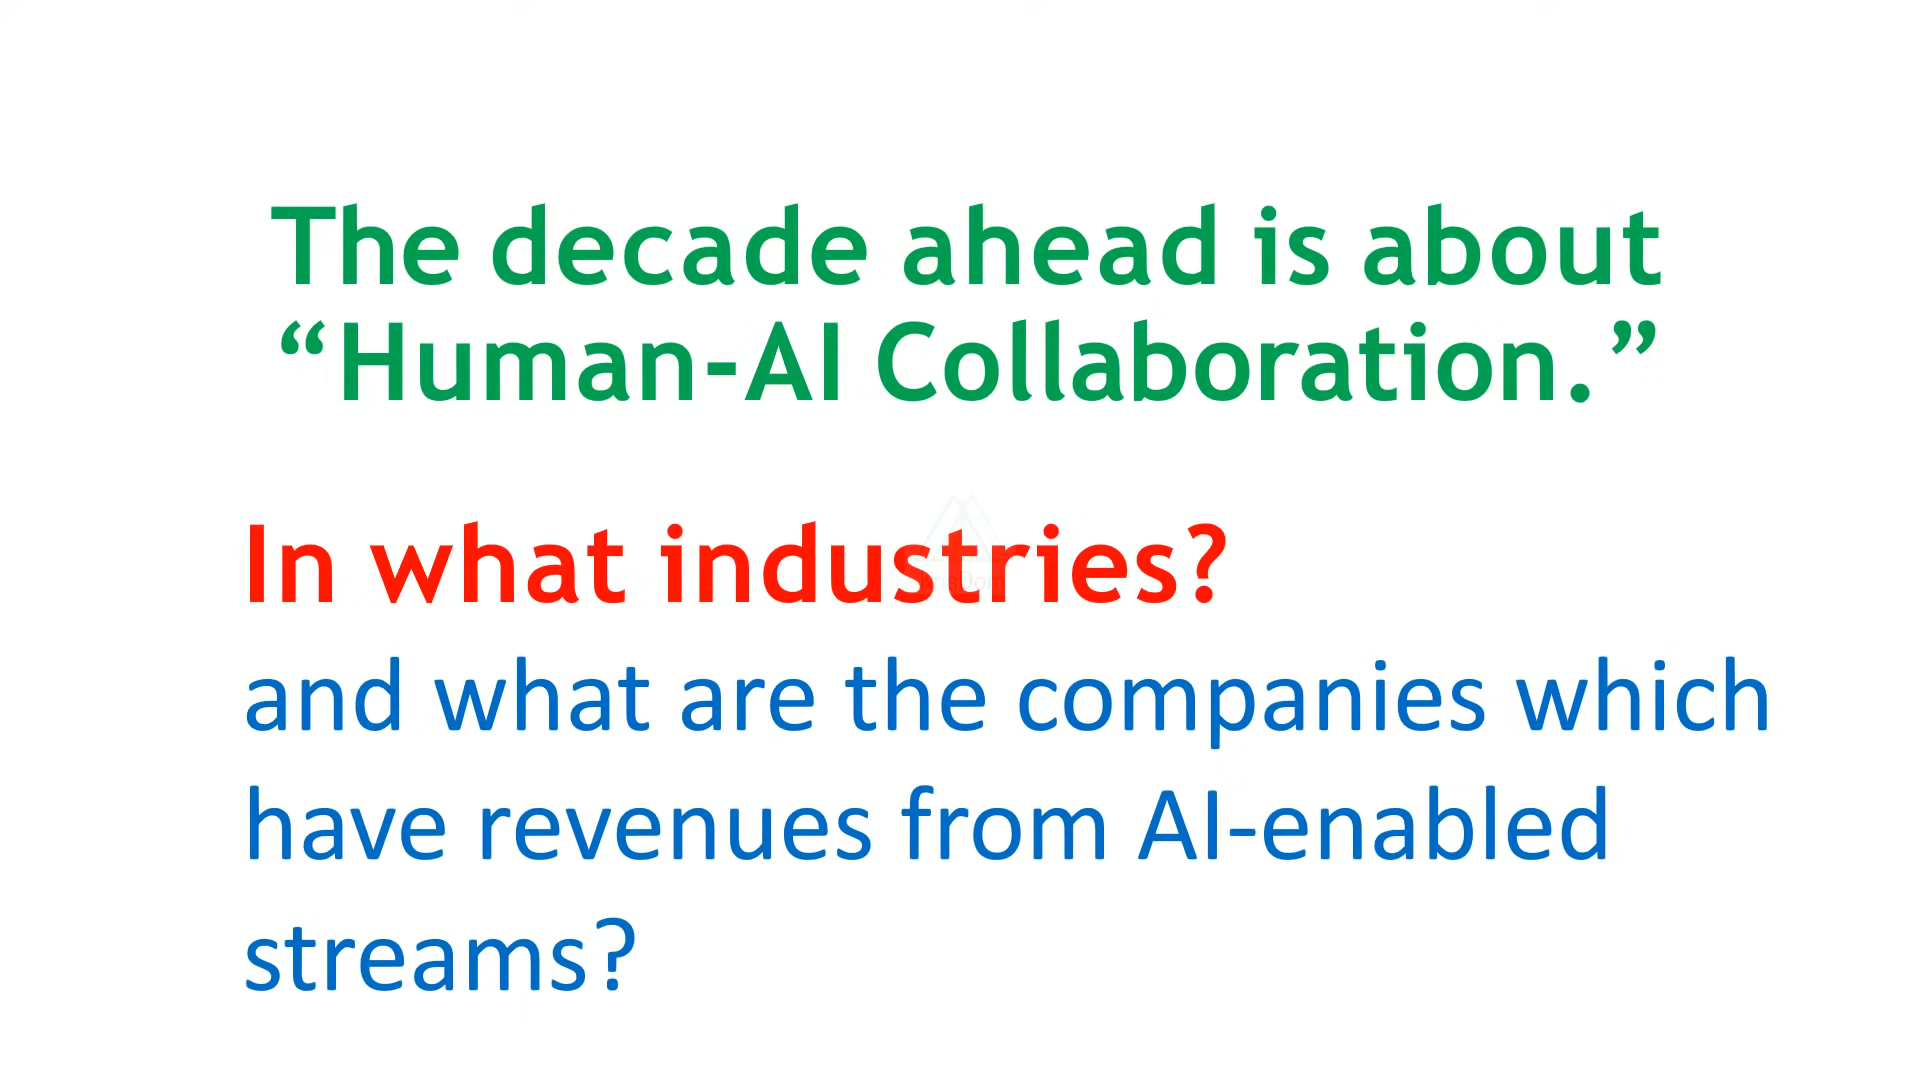 The decade ahead is about
“Human-AI Collaboration.”
In what industries?
and what are the companies which
have revenues from AI-enabled
streams?